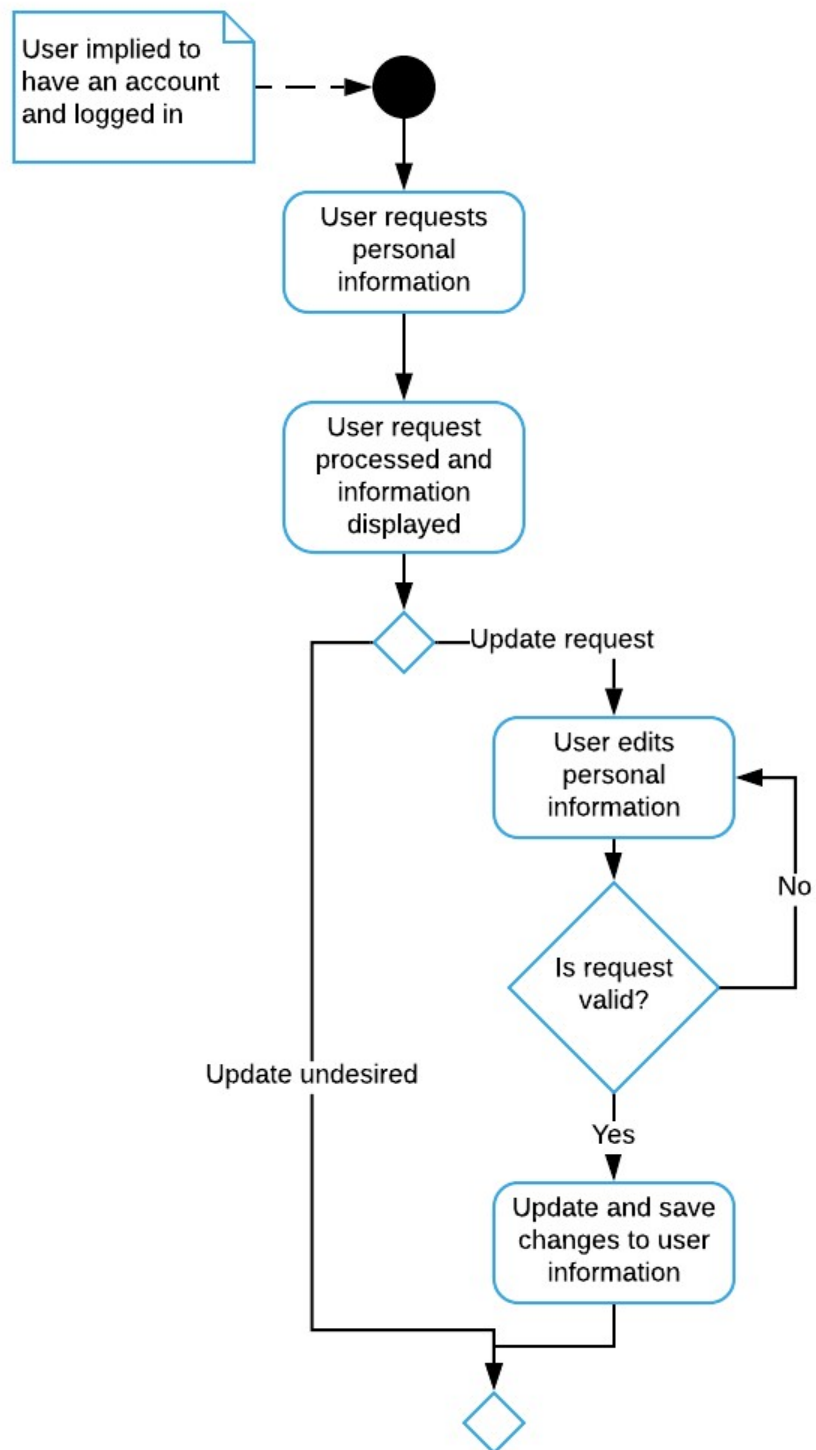 User implied to
have an account
and logged in
User requests
personal
information
User request
processed and
information
displayed
Update request
User edits
personal
information
No
Is request
valid?
Update undesired
Yes
Update and save
changes to user
information